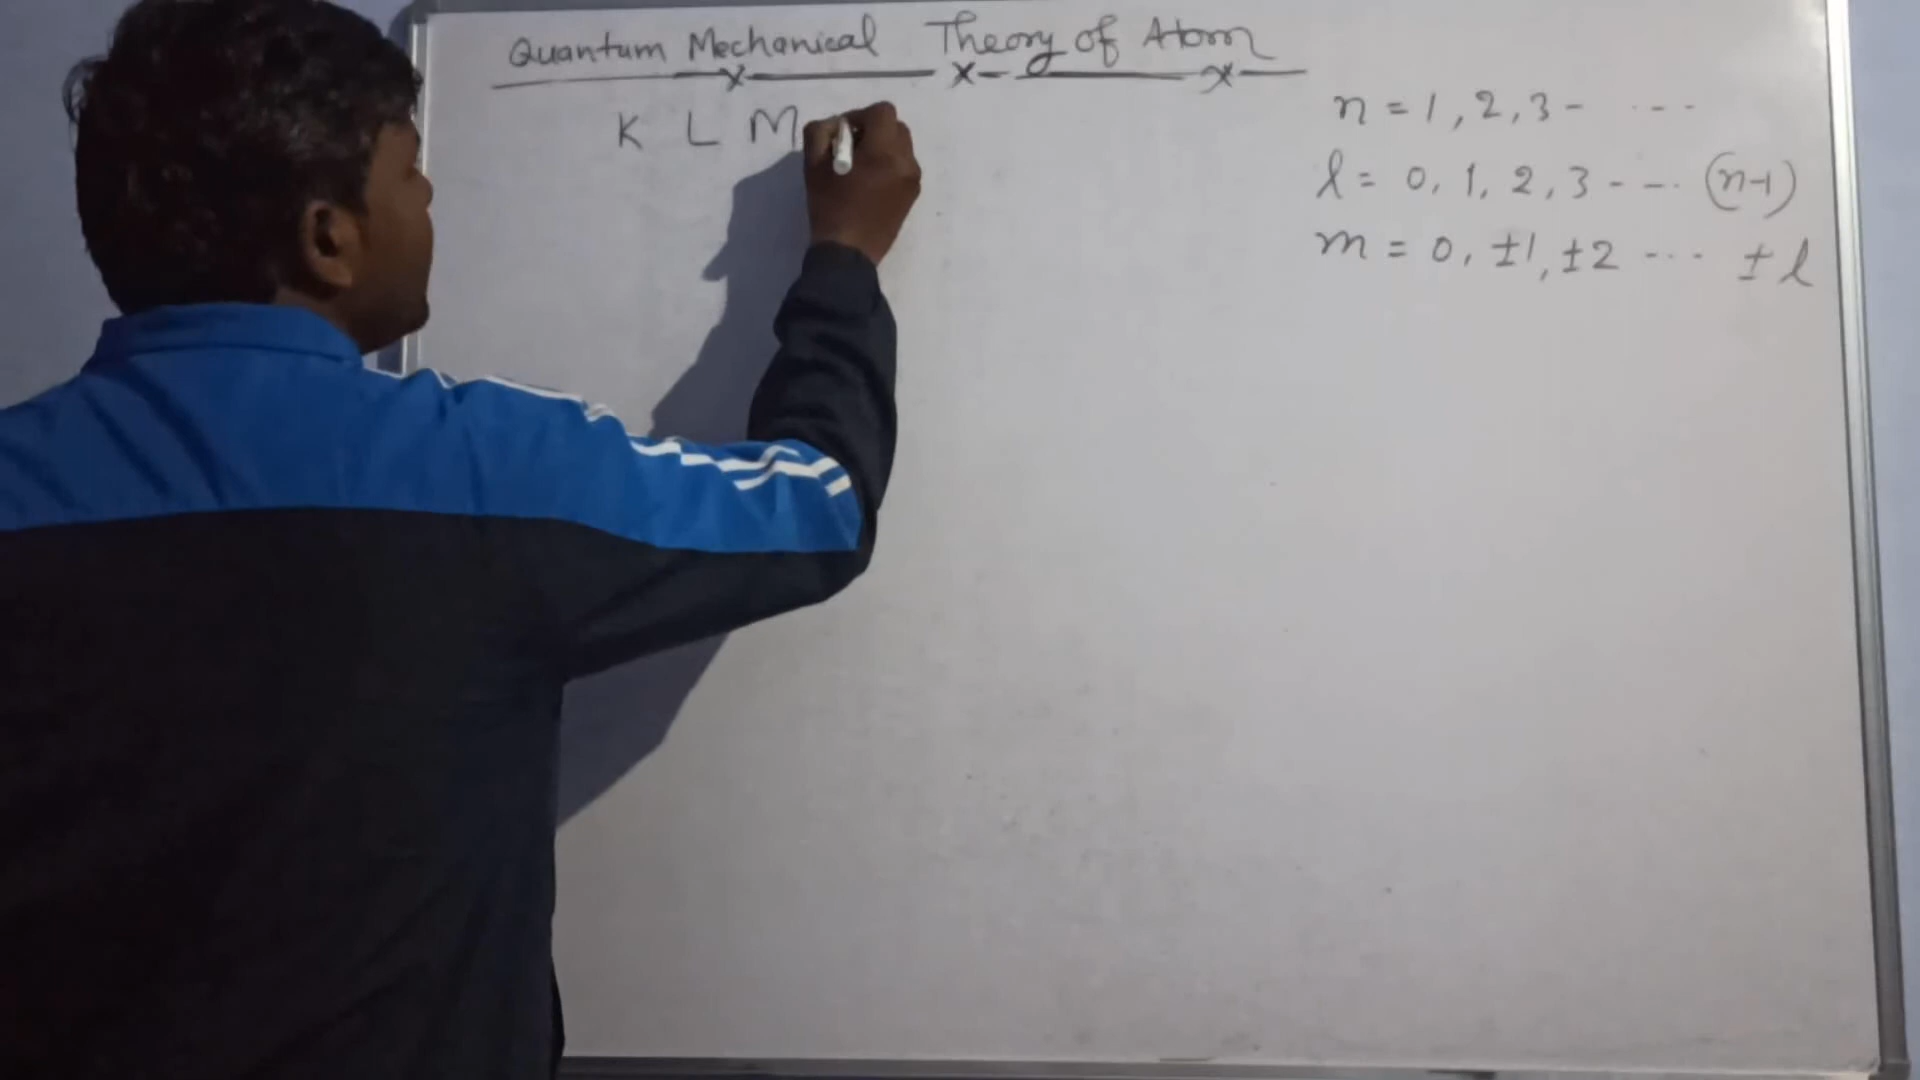 Quantum Mechanical Theory of Atom
K L M
n = 1, 2, 3 - - - -
l = 0, 1, 2, 3 - - - (n-1)
m = 0, ±1, ±2 - - - ± l